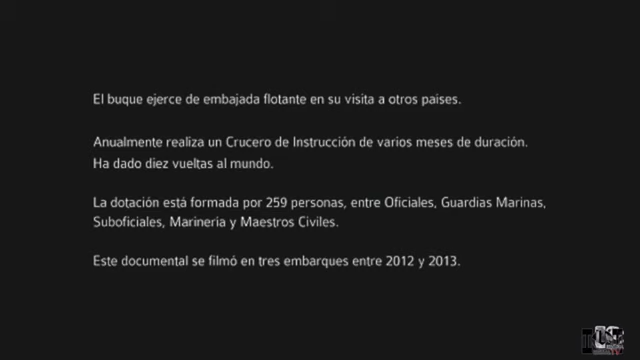 El buque ejerce de embajada flotante en su visita a otros paises.
Anualmente realiza un Crucero de Instrucción de varios meses de duración.
Ha dado diez vueltas al mundo.
La dotación está formada por 259 personas, entre Oficiales, Guardias Marinas,
Suboficiales, Marineria y Maestros Civiles.
Este documental se filmó en tres embarques entre 2012 y 2013.